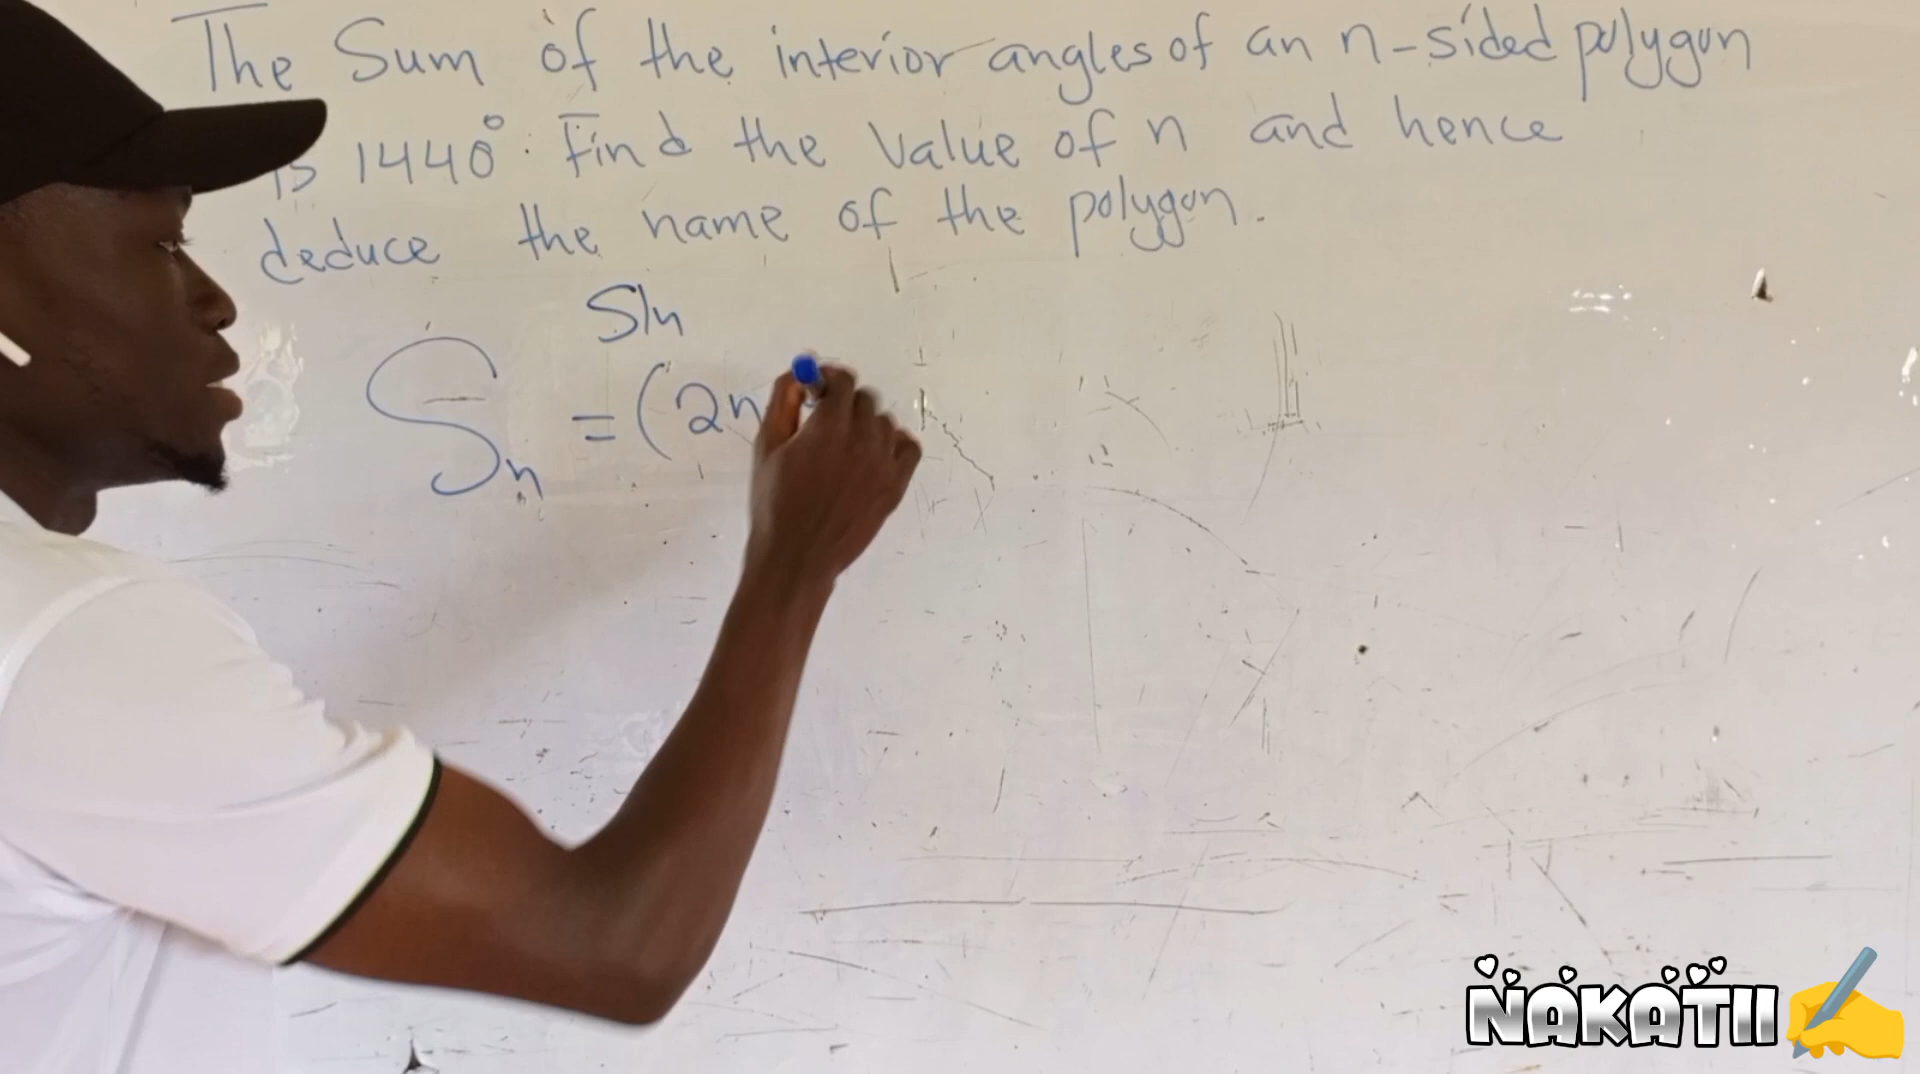 The Sum of the interior angles of an n-sided polygon
is 1440°. Find the value of n and hence
deduce the name of the polygon.
Sln
Sn = (2n
NAKATII